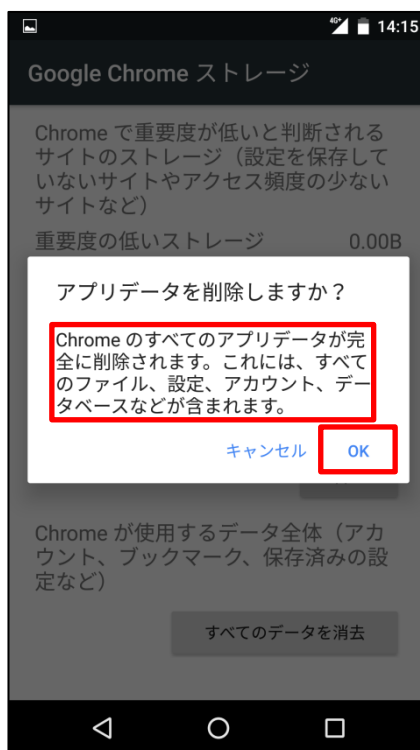 4G+ 14:15
Google Chrome ストレージ
Chrome で重要度が低いと判断される
サイトのストレージ（設定を保存して
いないサイトやアクセス頻度の少ない
サイトなど）
重要度の低いストレージ 0.00B
アプリデータを削除しますか？
Chrome のすべてのアプリデータが完
全に削除されます。これには、すべて
のファイル、設定、アカウント、デー
タベースなどが含まれます。
キャンセル OK
Chrome が使用するデータ全体（アカ
ウント、ブックマーク、保存済みの設
定など）
すべてのデータを消去